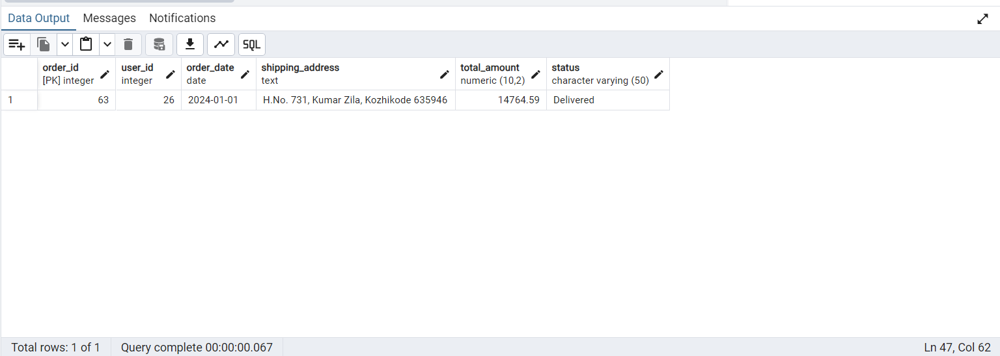 Data Output Messages Notifications
SQL
order_id user_id order_date shipping_address total_amount status
[PK] integer integer date text numeric (10,2) character varying (50)
1 63 26 2024-01-01 H.No. 731, Kumar Zila, Kozhikode 635946 14764.59 Delivered
Total rows: 1 of 1 Query complete 00:00:00.067 Ln 47, Col 62